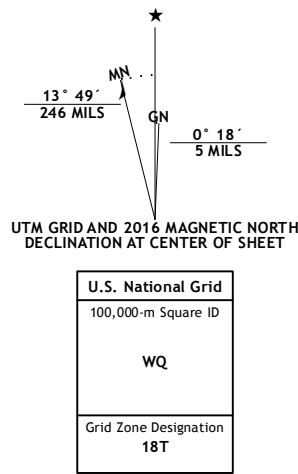 ★
MN
GN
13° 49´
246 MILS
0° 18´
5 MILS
UTM GRID AND 2016 MAGNETIC NORTH
DECLINATION AT CENTER OF SHEET
U.S. National Grid
100,000-m Square ID
WQ
Grid Zone Designation
18T